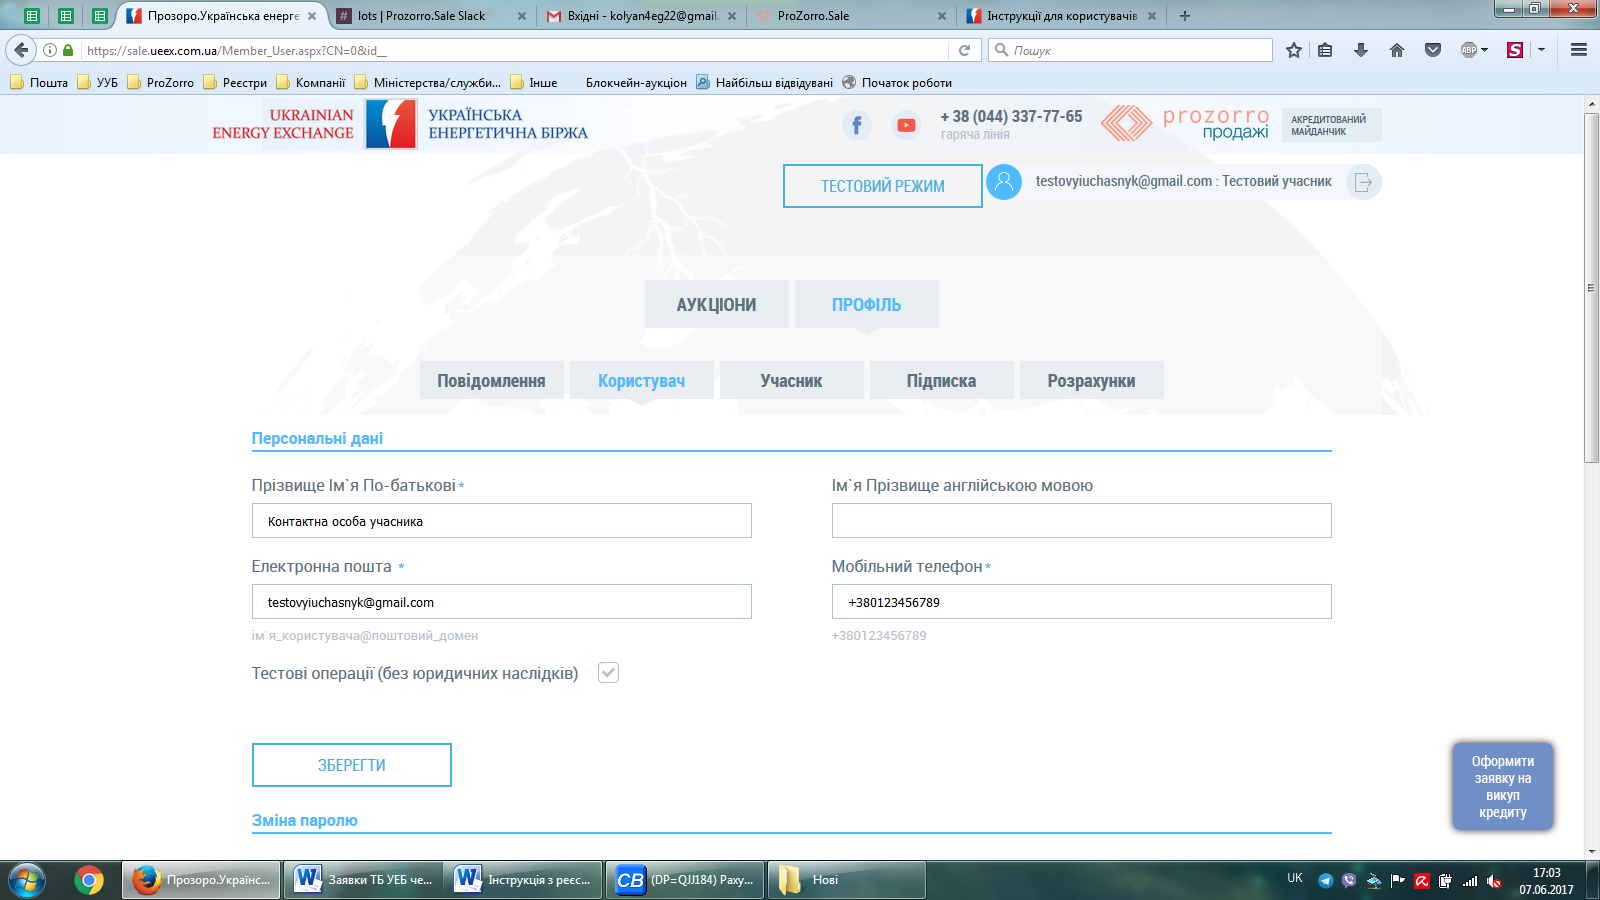 Прозоро.Українська енерге
lots | Prozorro.Sale Slack
Вхідні - kolyan4eg22@gmail.
ProZorro.Sale
Інструкції для користувачів
https://sale.ueex.com.ua/Member_User.aspx?CN=0&id__
Пошук
ABP
Пошта
УУБ
ProZorro
Реєстри
Компанії
Міністерства/служби...
Інше
Блокчейн-аукціон
Найбільш відвідувані
Початок роботи
UKRAINIAN
ENERGY EXCHANGE
УКРАЇНСЬКА
ЕНЕРГЕТИЧНА БІРЖА
+ 38 (044) 337-77-65
гаряча лінія
prozorro
продажі
АКРЕДИТОВАНИЙ
МАЙДАНЧИК
ТЕСТОВИЙ РЕЖИМ
testovyiuchasnyk@gmail.com : Тестовий учасник
АУКЦІОНИ
ПРОФІЛЬ
Повідомлення
Користувач
Учасник
Підписка
Розрахунки
Персональні дані
Прізвище Ім`я По-батькові *
Ім`я Прізвище англійською мовою
Контактна особа учасника
Електронна пошта *
Мобільний телефон *
testovyiuchasnyk@gmail.com
+380123456789
ім`я_користувача@поштовий_домен
+380123456789
Тестові операції (без юридичних наслідків)
ЗБЕРЕГТИ
Оформити
заявку на
викуп
кредиту
Зміна паролю
Прозоро.Українс...
Заявки ТБ УЕБ че...
Інструкція з реєс...
CB
(DP=QJJ184) Раху...
Нові
UK
17:03
07.06.2017